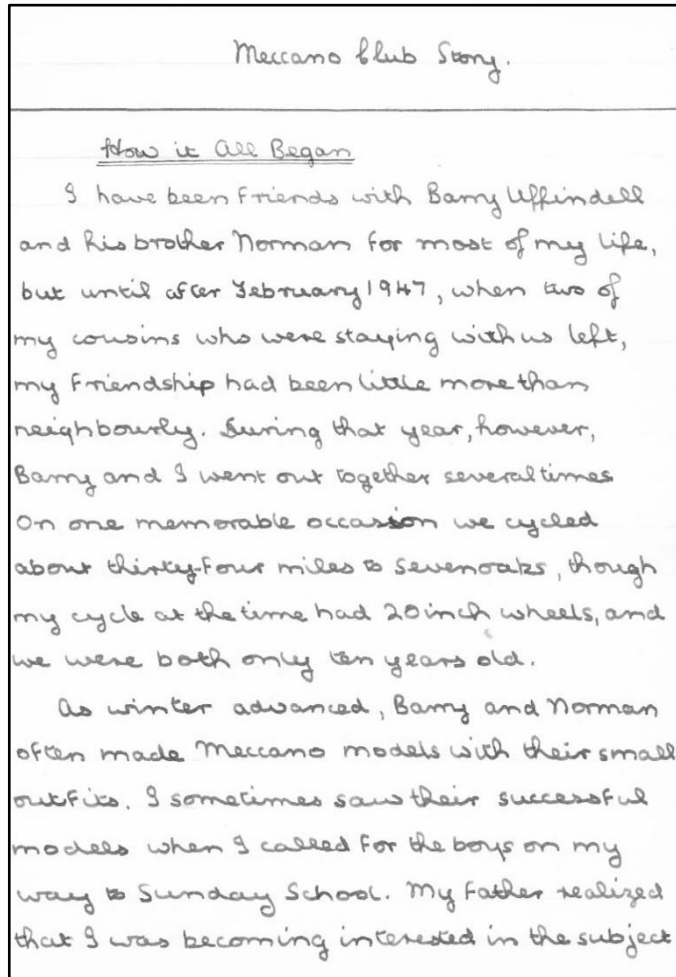 Meccano Club Story.
How it All Began
I have been friends with Barry Uffindell
and his brother Norman for most of my life,
but until after February 1947, when two of
my cousins who were staying with us left,
my friendship had been little more than
neighbourly. During that year, however,
Barry and I went out together several times
On one memorable occasion we cycled
about thirty-four miles to Sevenoaks, though
my cycle at the time had 20 inch wheels, and
we were both only ten years old.
As winter advanced, Barry and Norman
often made Meccano models with their small
outfits. I sometimes saw their successful
models when I called for the boys on my
way to Sunday School. My father realized
that I was becoming interested in the subject